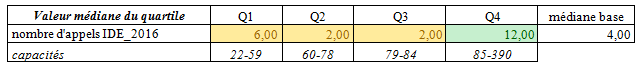 Valeur médiane du quartile Q1 Q2 Q3 Q4 médiane base
nombre d'appels IDE_2016 6,00 2,00 2,00 12,00 4,00
capacités 22-59 60-78 79-84 85-390